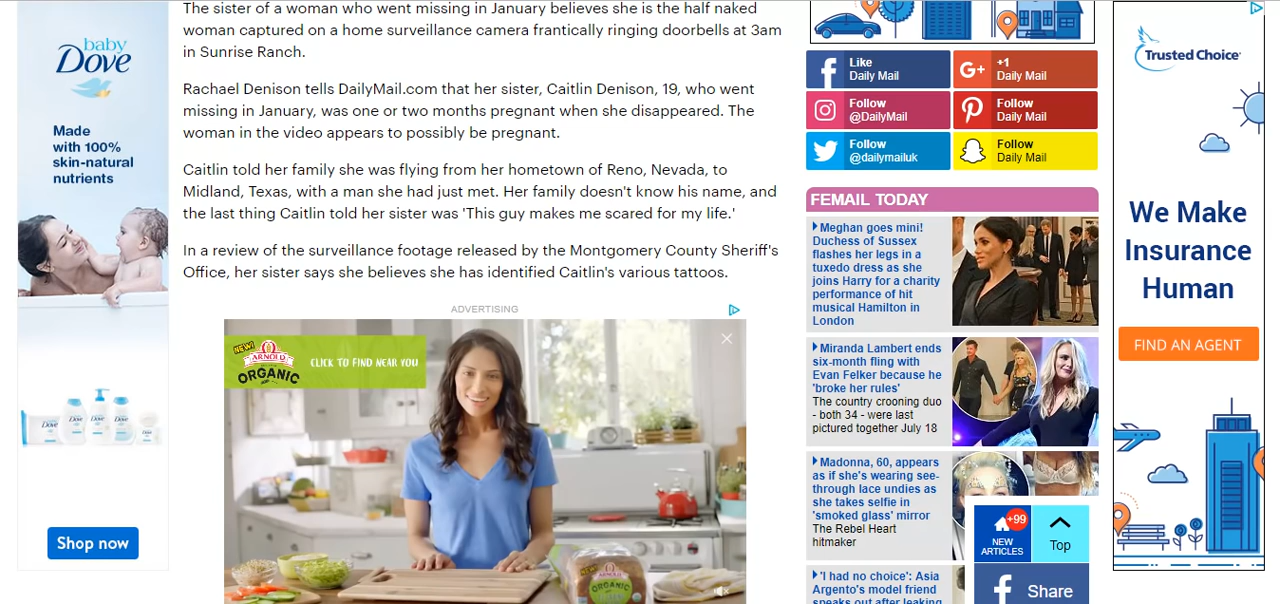 baby
Dove
Made
with 100%
skin-natural
nutrients
Dove
Dove
Dove
Shop now
The sister of a woman who went missing in January believes she is the half naked
woman captured on a home surveillance camera frantically ringing doorbells at 3am
in Sunrise Ranch.
Rachael Denison tells DailyMail.com that her sister, Caitlin Denison, 19, who went
missing in January, was one or two months pregnant when she disappeared. The
woman in the video appears to possibly be pregnant.
Caitlin told her family she was flying from her hometown of Reno, Nevada, to
Midland, Texas, with a man she had just met. Her family doesn't know his name, and
the last thing Caitlin told her sister was 'This guy makes me scared for my life.'
In a review of the surveillance footage released by the Montgomery County Sheriff's
Office, her sister says she believes she has identified Caitlin's various tattoos.
ADVERTISING
NEW!
ARNOLD
ORGANIC
CLICK TO FIND NEAR YOU
ARNOLD
ORGANIC
Like
Daily Mail
G+
+1
Daily Mail
Follow
@DailyMail
Follow
Daily Mail
Follow
@dailymailuk
Follow
Daily Mail
FEMAIL TODAY
Meghan goes mini!
Duchess of Sussex
flashes her legs in a
tuxedo dress as she
joins Harry for a charity
performance of hit
musical Hamilton in
London
Miranda Lambert ends
six-month fling with
Evan Felker because he
'broke her rules'
The country crooning duo
- both 34 - were last
pictured together July 18
Madonna, 60, appears
as if she's wearing see-
through lace undies as
she takes selfie in
'smoked glass' mirror
The Rebel Heart
hitmaker
'I had no choice': Asia
Argento's model friend
speaks out after leaking
+99
NEW
ARTICLES
Top
f Share
Trusted Choice
We Make
Insurance
Human
FIND AN AGENT